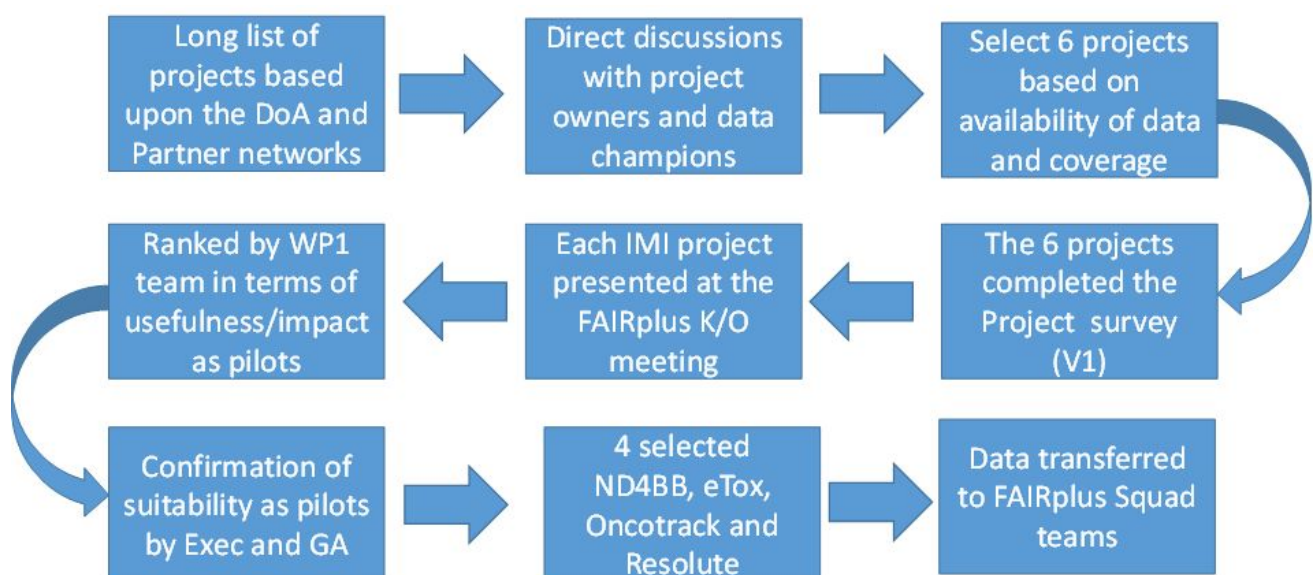 Long list of
projects based
upon the DoA and
Partner networks
Direct discussions
with project
owners and data
champions
Select 6 projects
based on
availability of data
and coverage
The 6 projects
completed the
Project survey
(V1)
Each IMI project
presented at the
FAIRplus K/O
meeting
Ranked by WP1
team in terms of
usefulness/impact
as pilots
Confirmation of
suitability as pilots
by Exec and GA
4 selected
ND4BB, eTox,
Oncotrack and
Resolute
Data transferred
to FAIRplus Squad
teams